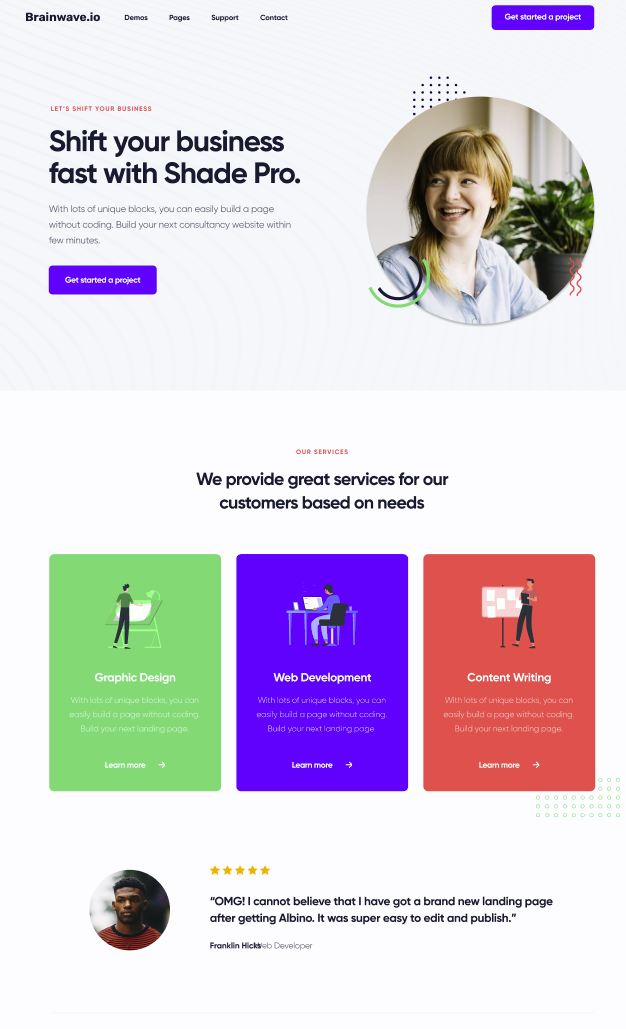 Brainwave.io
Demos Pages Support Contact
Get started a project
LET'S SHIFT YOUR BUSINESS
Shift your business
fast with Shade Pro.
With lots of unique blocks, you can easily build a page
without coding. Build your next consultancy website within
few minutes.
Get started a project
OUR SERVICES
We provide great services for our
customers based on needs
Graphic Design
With lots of unique blocks, you can
easily build a page without coding.
Build your next landing page.
Learn more
Web Development
With lots of unique blocks, you can
easily build a page without coding.
Build your next landing page.
Learn more
Content Writing
With lots of unique blocks, you can
easily build a page without coding.
Build your next landing page.
Learn more
“OMG! I cannot believe that I have got a brand new landing page
after getting Albino. It was super easy to edit and publish.”
Franklin Hicks Web Developer